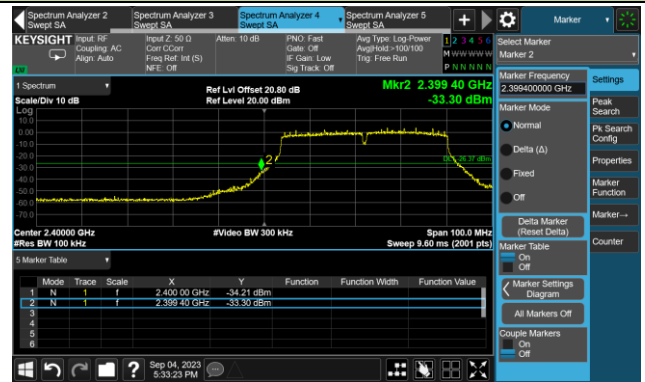 Spectrum Analyzer 2
Swept SA
Spectrum Analyzer 3
Swept SA
Spectrum Analyzer 4
Swept SA
Spectrum Analyzer 5
Swept SA
+
Marker
KEYSIGHT
Input: RF
Coupling: AC
Align: Auto
Input Z: 50 Ω
Corr CCorr
Freq Ref: Int (S)
NFE: Off
Atten: 10 dB
PNO: Fast
Gate: Off
IF Gain: Low
Sig Track: Off
Avg Type: Log-Power
Avg|Hold:>100/100
Trig: Free Run
1 2 3 4 5 6
M W W W W W
P N N N N N
LW
1 Spectrum
Scale/Div 10 dB
Log
Ref Lvl Offset 20.80 dB
Ref Level 20.00 dBm
Mkr2 2.399 40 GHz
-33.30 dBm
10.0
0.00
-10.0
-20.0
-30.0
-40.0
-50.0
-60.0
-70.0
2
DL1 -26.37 dBm
Center 2.40000 GHz
#Res BW 100 kHz
#Video BW 300 kHz
Span 100.0 MHz
Sweep 9.60 ms (2001 pts)
5 Marker Table
Mode Trace Scale X Y Function Function Width Function Value
1 N 1 f 2.400 00 GHz -34.21 dBm
2 N 1 f 2.399 40 GHz -33.30 dBm
3
4
5
6
Select Marker
Marker 2
Marker Frequency
2.399400000 GHz
Marker Mode
Normal
Delta (Δ)
Fixed
Off
Delta Marker
(Reset Delta)
Marker Table
On
Off
Marker Settings
Diagram
All Markers Off
Couple Markers
On
Off
Settings
Peak
Search
Pk Search
Config
Properties
Marker
Function
Marker→
Counter
?
Sep 04, 2023
5:33:23 PM